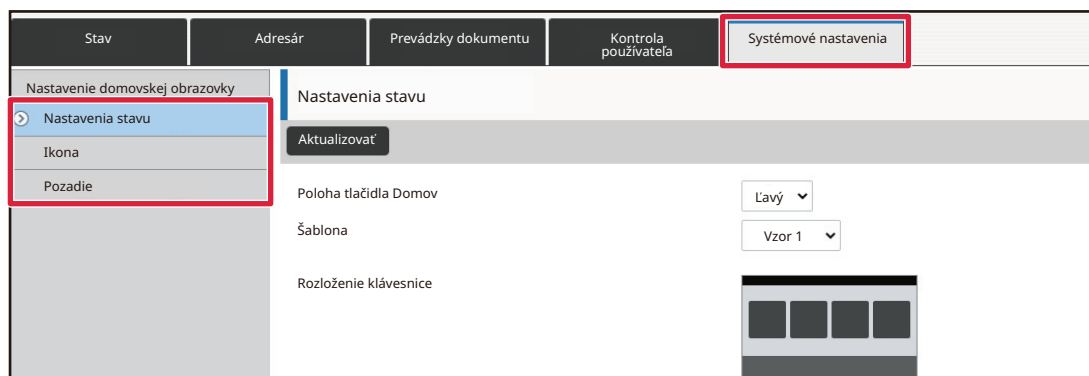 Stav
Adresár
Prevádzky dokumentu
Kontrola
používateľa
Systémové nastavenia
Nastavenie domovskej obrazovky
Nastavenia stavu
Ikona
Pozadie
Nastavenia stavu
Aktualizovať
Poloha tlačidla Domov
Ľavý
Šablona
Vzor 1
Rozloženie klávesnice